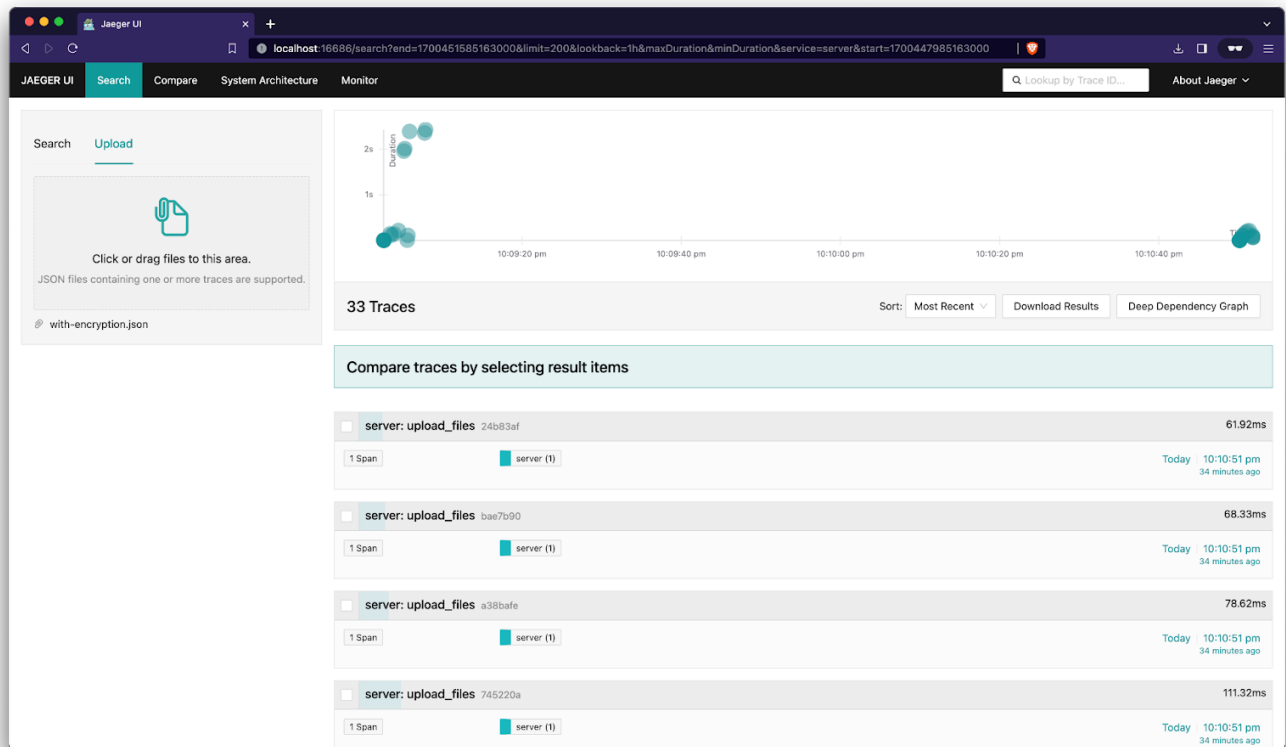 Jaeger UI
localhost:16686/search?end=1700451585163000&limit=200&lookback=1h&maxDuration&minDuration&service=server&start=1700447985163000
JAEGER UI Search Compare System Architecture Monitor Lookup by Trace ID... About Jaeger
Search Upload
Click or drag files to this area.
JSON files containing one or more traces are supported.
with-encryption.json
Duration
2s
1s
10:09:20 pm 10:09:40 pm 10:10:00 pm 10:10:20 pm 10:10:40 pm
33 Traces Sort: Most Recent Download Results Deep Dependency Graph
Compare traces by selecting result items
server: upload_files 24b83af 61.92ms
1 Span server (1) Today 10:10:51 pm
34 minutes ago
server: upload_files bae7b90 68.33ms
1 Span server (1) Today 10:10:51 pm
34 minutes ago
server: upload_files a38bafe 78.62ms
1 Span server (1) Today 10:10:51 pm
34 minutes ago
server: upload_files 745220a 111.32ms
1 Span server (1) Today 10:10:51 pm
34 minutes ago